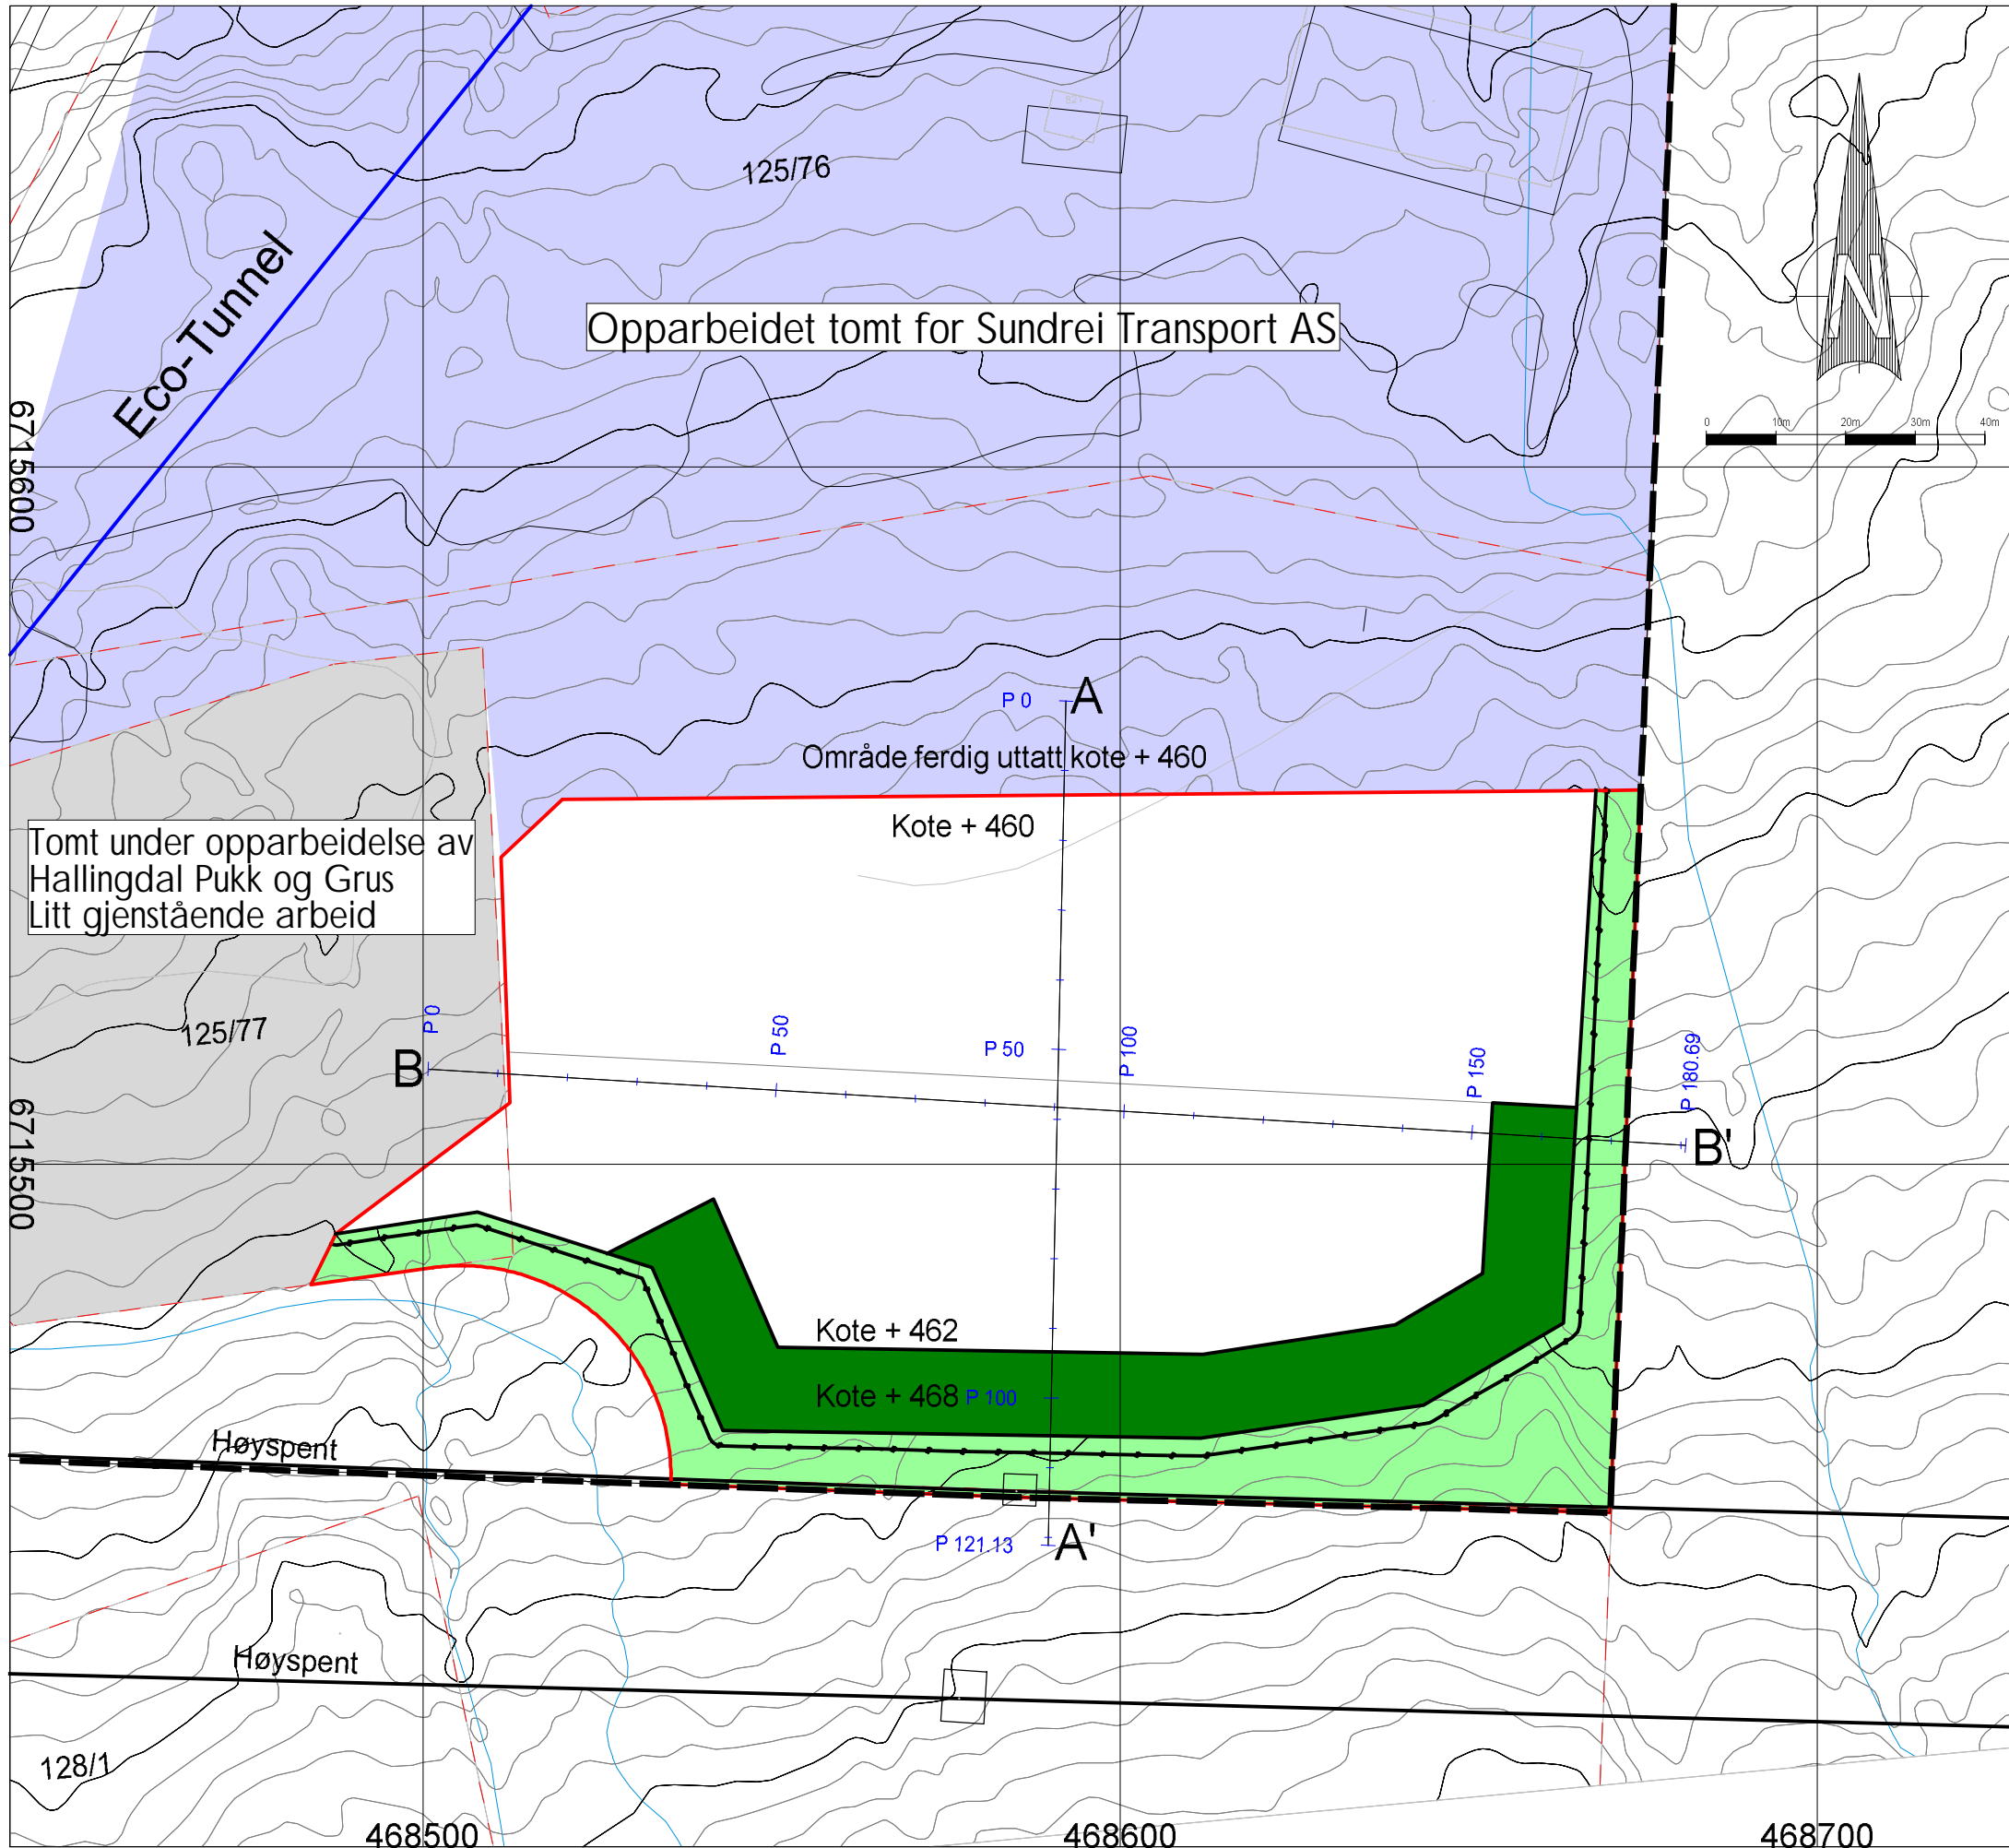 125/76
Eco-Tunnel
N
Opparbeidet tomt for Sundrei Transport AS
0 10m 20m 30m 40m
6715600
P 0 A
Område ferdig uttatt kote + 460
Kote + 460
Tomt under opparbeidelse av
Hallingdal Pukk og Grus
Litt gjenstående arbeid
125/77
P 0
P 50
P 50
P 100
P 150
P 180.69
B
B'
6715500
Kote + 462
Kote + 468 P 100
Høyspent
P 121.13 A'
Høyspent
128/1
468500
468600
468700